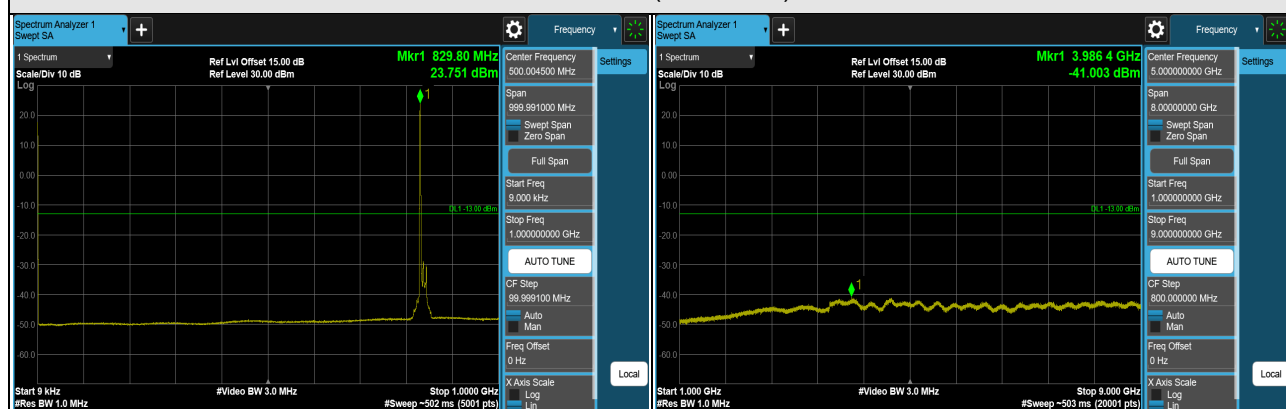 Spectrum Analyzer 1
Swept SA
Frequency
1 Spectrum
Ref Lvl Offset 15.00 dB
Mkr1 829.80 MHz
Scale/Div 10 dB
Ref Level 30.00 dBm
23.751 dBm
Log
1
20.0
10.0
0.00
-10.0
DL1 -13.00 dBm
-20.0
-30.0
-40.0
-50.0
-60.0
Start 9 kHz
#Video BW 3.0 MHz
Stop 1.0000 GHz
#Res BW 1.0 MHz
#Sweep ~502 ms (5001 pts)
Center Frequency
500.004500 MHz
Settings
Span
999.991000 MHz
Swept Span
Zero Span
Full Span
Start Freq
9.000 kHz
Stop Freq
1.000000000 GHz
AUTO TUNE
CF Step
99.999100 MHz
Auto
Man
Freq Offset
0 Hz
X Axis Scale
Log
Lin
Local
Spectrum Analyzer 1
Swept SA
Frequency
1 Spectrum
Ref Lvl Offset 15.00 dB
Mkr1 3.986 4 GHz
Scale/Div 10 dB
Ref Level 30.00 dBm
-41.003 dBm
Log
1
20.0
10.0
0.00
-10.0
DL1 -13.00 dBm
-20.0
-30.0
-40.0
-50.0
-60.0
Start 1.000 GHz
#Video BW 3.0 MHz
Stop 9.000 GHz
#Res BW 1.0 MHz
#Sweep ~503 ms (20001 pts)
Center Frequency
5.000000000 GHz
Settings
Span
8.00000000 GHz
Swept Span
Zero Span
Full Span
Start Freq
1.000000000 GHz
Stop Freq
9.000000000 GHz
AUTO TUNE
CF Step
800.000000 MHz
Auto
Man
Freq Offset
0 Hz
X Axis Scale
Log
Lin
Local